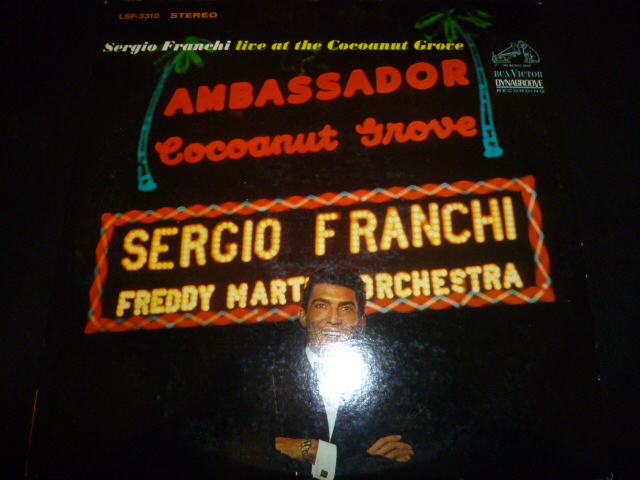 LSP-3310 STEREO
Sergio Franchi live at the Cocoanut Grove
RCA VICTOR
DYNAGROOVE
RECORDING
AMBASSADOR
Cocoanut Grove
SERGIO FRANCHI
FREDDY MART ORCHESTRA